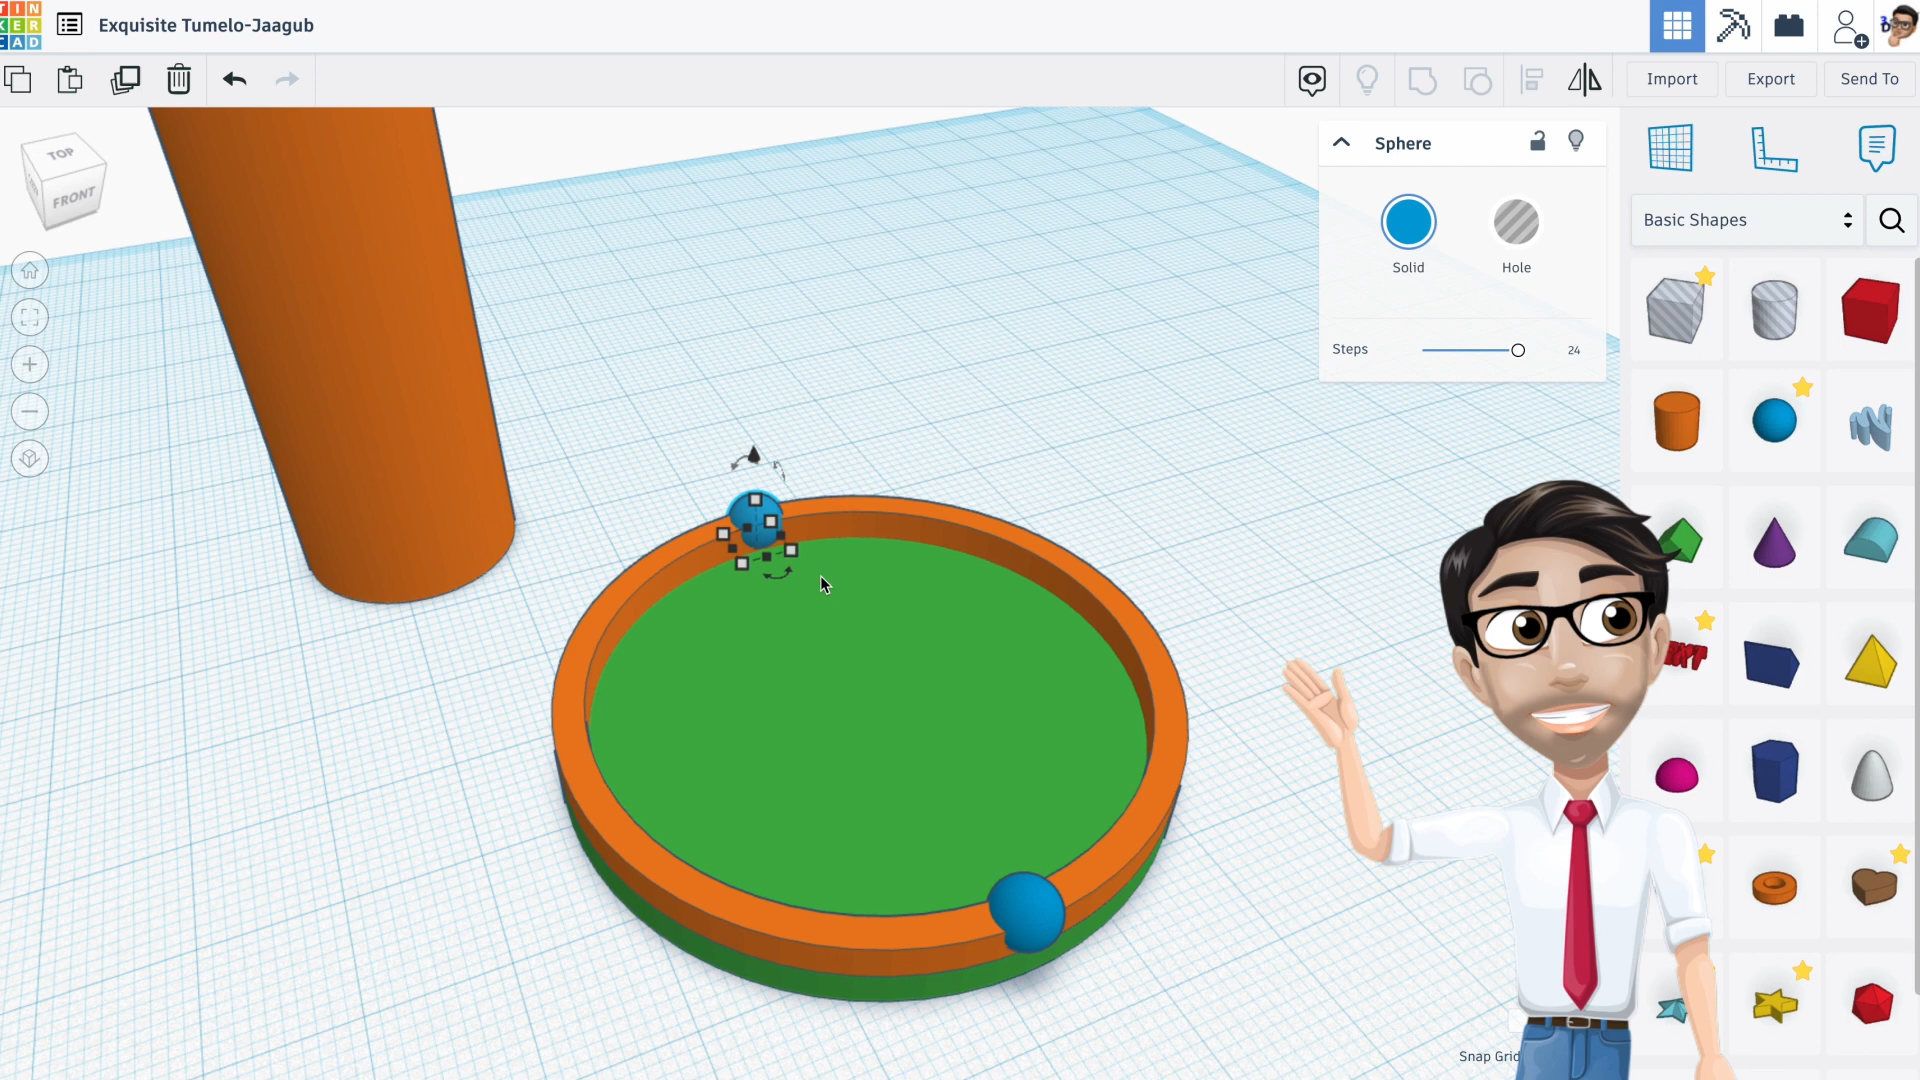 TIN
KER
CAD
Exquisite Tumelo-Jaagub
Import
Export
Send To
TOP
FRONT
Sphere
Solid
Hole
Steps
24
Basic Shapes
Snap Grid